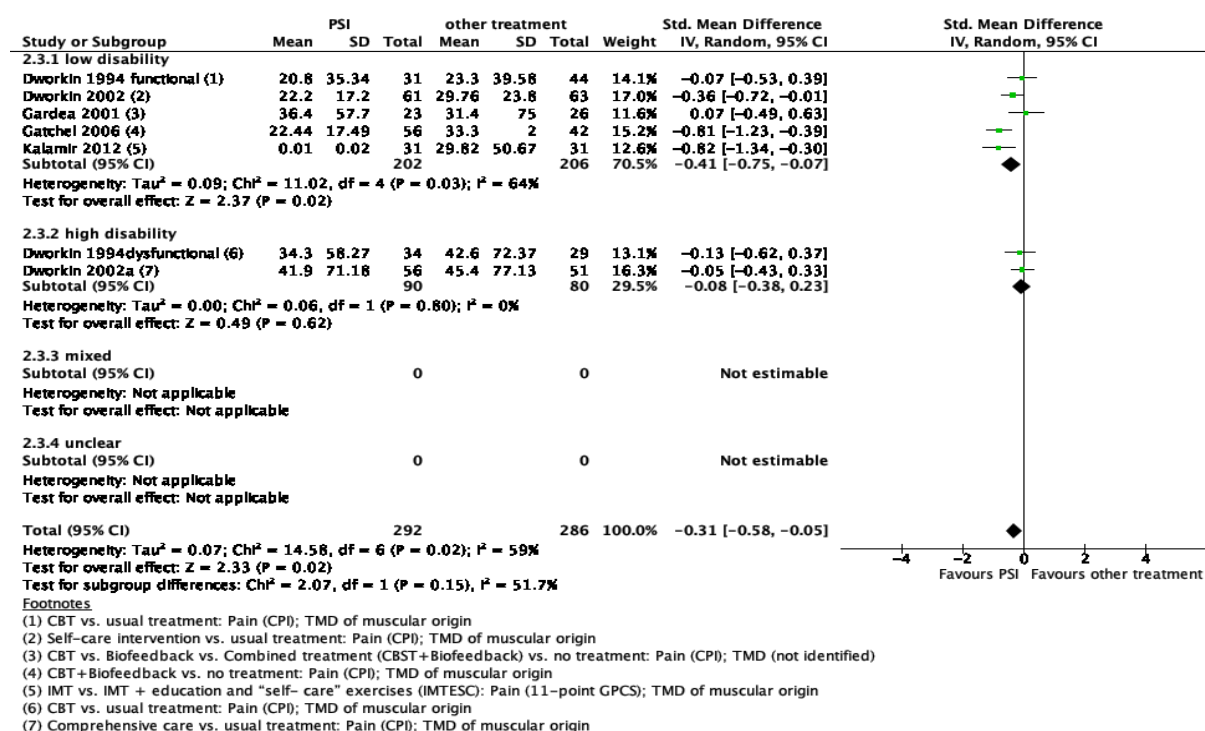 PSI other treatment Std. Mean Difference Std. Mean Difference
Study or Subgroup Mean SD Total Mean SD Total Weight IV, Random, 95% CI IV, Random, 95% CI
2.3.1 low disability
Dworkin 1994 functional (1) 20.8 35.34 31 23.3 39.58 44 14.1% −0.07 [−0.53, 0.39]
Dworkin 2002 (2) 22.2 17.2 61 29.76 23.8 63 17.0% −0.36 [−0.72, −0.01]
Gardea 2001 (3) 36.4 57.7 23 31.4 75 26 11.6% 0.07 [−0.49, 0.63]
Gatchel 2006 (4) 22.44 17.49 56 33.3 2 42 15.2% −0.81 [−1.23, −0.39]
Kalamir 2012 (5) 0.01 0.02 31 29.82 50.67 31 12.6% −0.82 [−1.34, −0.30]
Subtotal (95% CI) 202 206 70.5% −0.41 [−0.75, −0.07]
Heterogeneity: Tau² = 0.09; Chi² = 11.02, df = 4 (P = 0.03); I² = 64%
Test for overall effect: Z = 2.37 (P = 0.02)
2.3.2 high disability
Dworkin 1994dysfunctional (6) 34.3 58.27 34 42.6 72.37 29 13.1% −0.13 [−0.62, 0.37]
Dworkin 2002a (7) 41.9 71.18 56 45.4 77.13 51 16.3% −0.05 [−0.43, 0.33]
Subtotal (95% CI) 90 80 29.5% −0.08 [−0.38, 0.23]
Heterogeneity: Tau² = 0.00; Chi² = 0.06, df = 1 (P = 0.80); I² = 0%
Test for overall effect: Z = 0.49 (P = 0.62)
2.3.3 mixed
Subtotal (95% CI) 0 0 Not estimable
Heterogeneity: Not applicable
Test for overall effect: Not applicable
2.3.4 unclear
Subtotal (95% CI) 0 0 Not estimable
Heterogeneity: Not applicable
Test for overall effect: Not applicable
Total (95% CI) 292 286 100.0% −0.31 [−0.58, −0.05]
Heterogeneity: Tau² = 0.07; Chi² = 14.58, df = 6 (P = 0.02); I² = 59%
Test for overall effect: Z = 2.33 (P = 0.02)
Test for subgroup differences: Chi² = 2.07, df = 1 (P = 0.15), I² = 51.7%
−4 −2 0 2 4
Favours PSI Favours other treatment
Footnotes
(1) CBT vs. usual treatment: Pain (CPI); TMD of muscular origin
(2) Self-care intervention vs. usual treatment: Pain (CPI); TMD of muscular origin
(3) CBT vs. Biofeedback vs. Combined treatment (CBST+Biofeedback) vs. no treatment: Pain (CPI); TMD (not identified)
(4) CBT+Biofeedback vs. no treatment: Pain (CPI); TMD of muscular origin
(5) IMT vs. IMT + education and “self- care” exercises (IMTESC): Pain (11-point GPCS); TMD of muscular origin
(6) CBT vs. usual treatment: Pain (CPI); TMD of muscular origin
(7) Comprehensive care vs. usual treatment: Pain (CPI); TMD of muscular origin